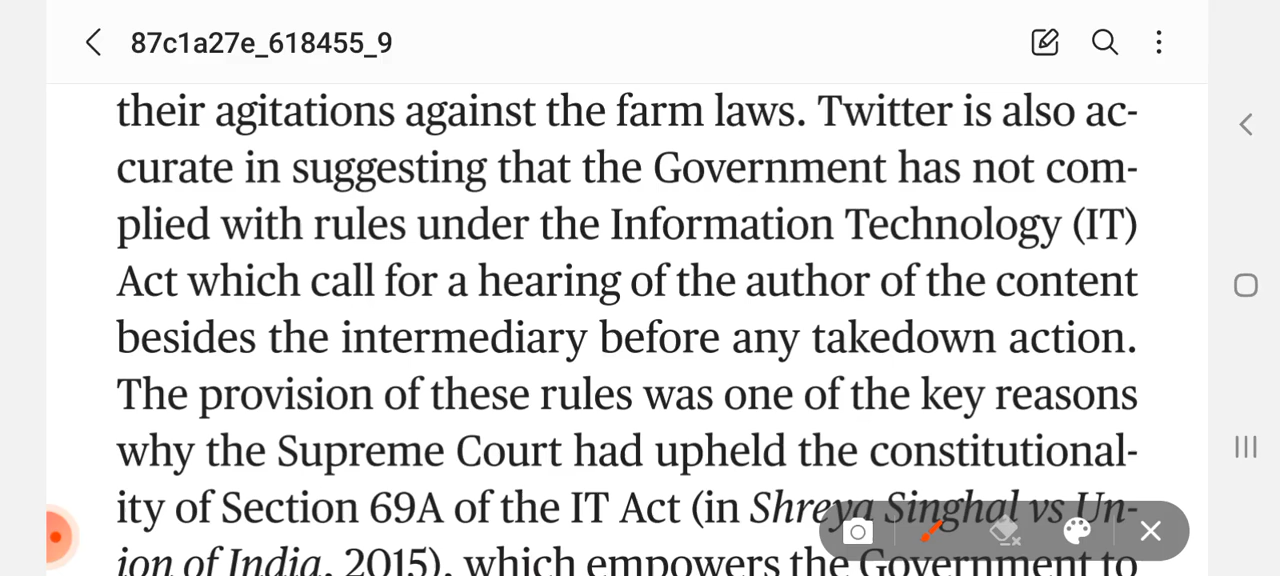 87c1a27e_618455_9
their agitations against the farm laws. Twitter is also ac-
curate in suggesting that the Government has not com-
plied with rules under the Information Technology (IT)
Act which call for a hearing of the author of the content
besides the intermediary before any takedown action.
The provision of these rules was one of the key reasons
why the Supreme Court had upheld the constitutional-
ity of Section 69A of the IT Act (in Shreya Singhal vs Un-
ion of India, 2015), which empowers the Government to